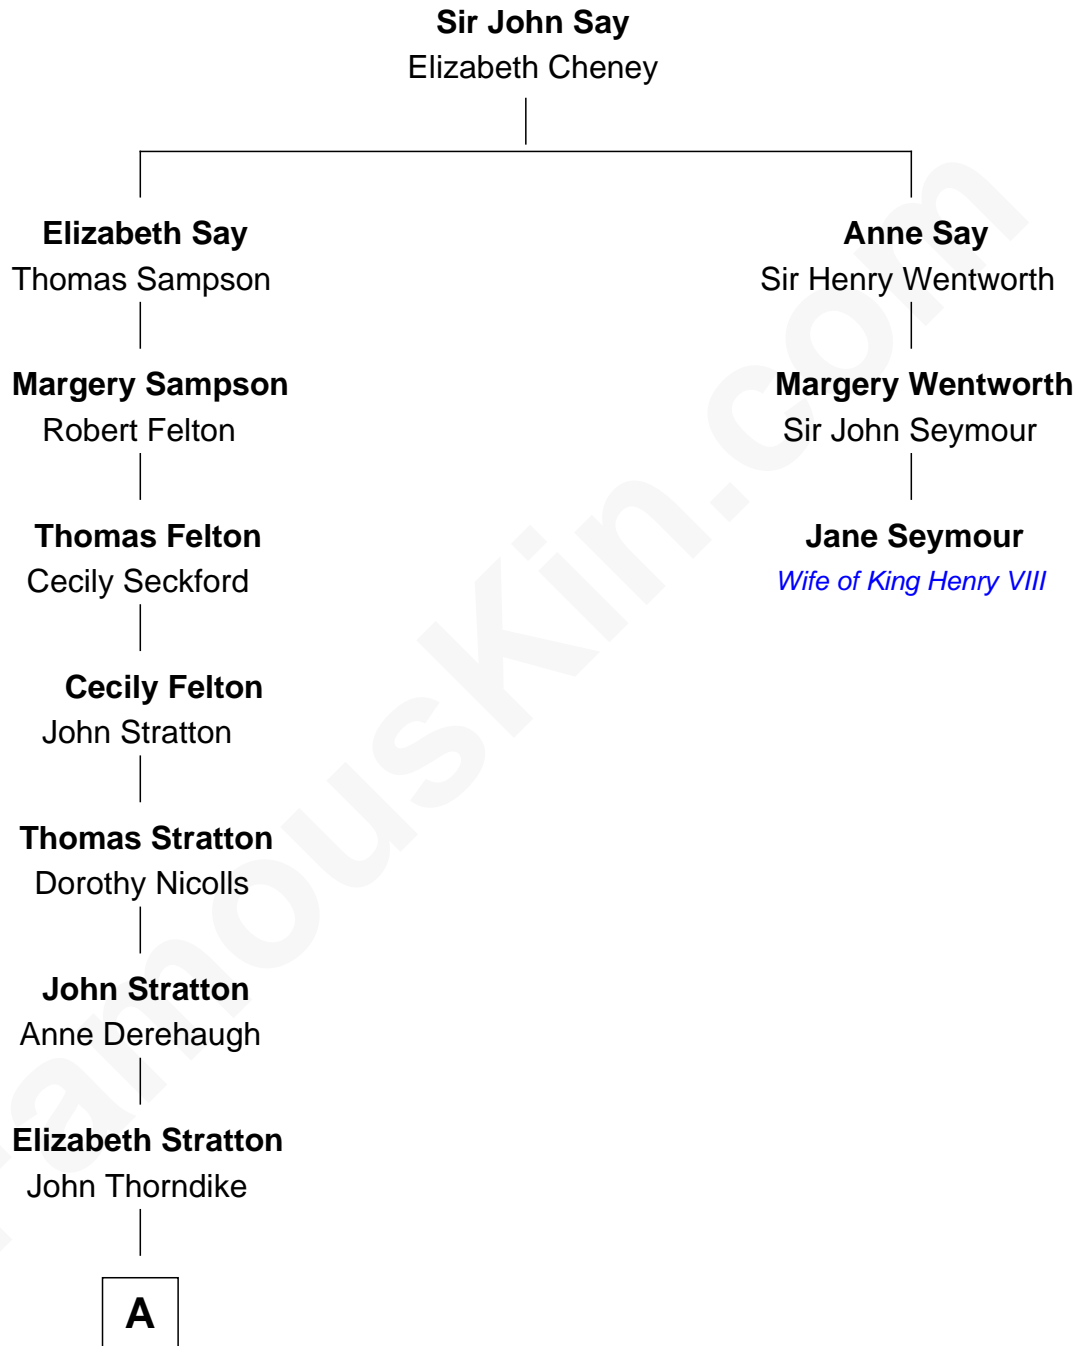 Sir John Say
Elizabeth Cheney
Elizabeth Say
Thomas Sampson
Anne Say
Sir Henry Wentworth
Margery Sampson
Robert Felton
Margery Wentworth
Sir John Seymour
Thomas Felton
Cecily Seckford
Jane Seymour
Wife of King Henry VIII
Cecily Felton
John Stratton
Thomas Stratton
Dorothy Nicolls
John Stratton
Anne Derehaugh
Elizabeth Stratton
John Thorndike
A
FamousKin.com